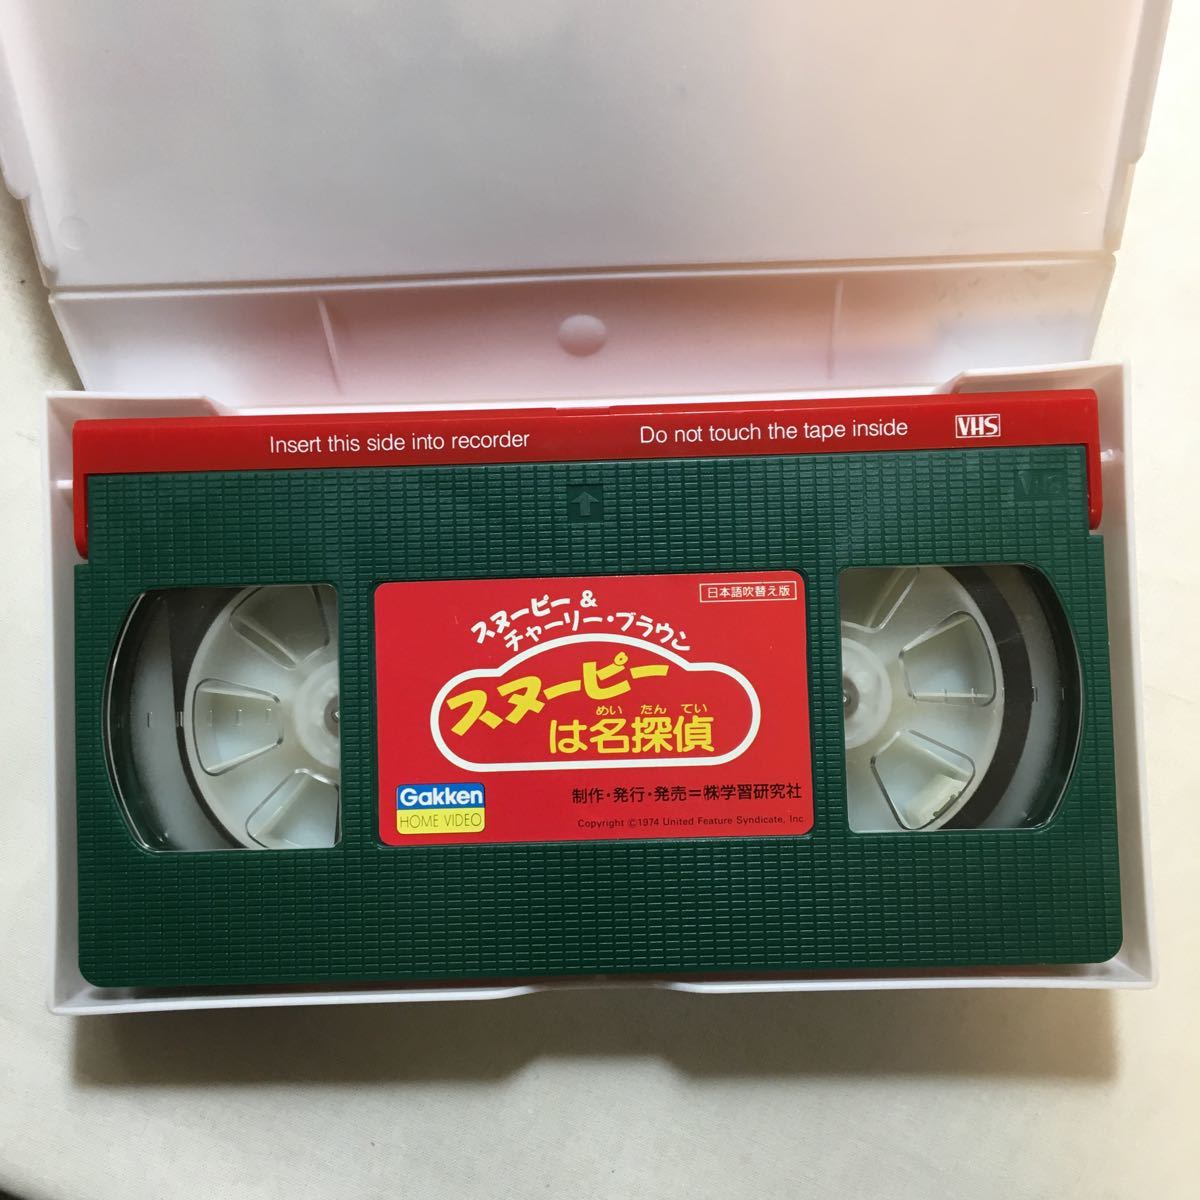 Insert this side into recorder
Do not touch the tape inside
VHS
VHS
日本語吹替え版
スヌーピー &
チャーリー・ブラウン
スヌーピー
めい たん てい
は名探偵
Gakken
HOME VIDEO
制作・発行・発売=㈱学習研究社
Copyright ©1974 United Feature Syndicate, Inc.